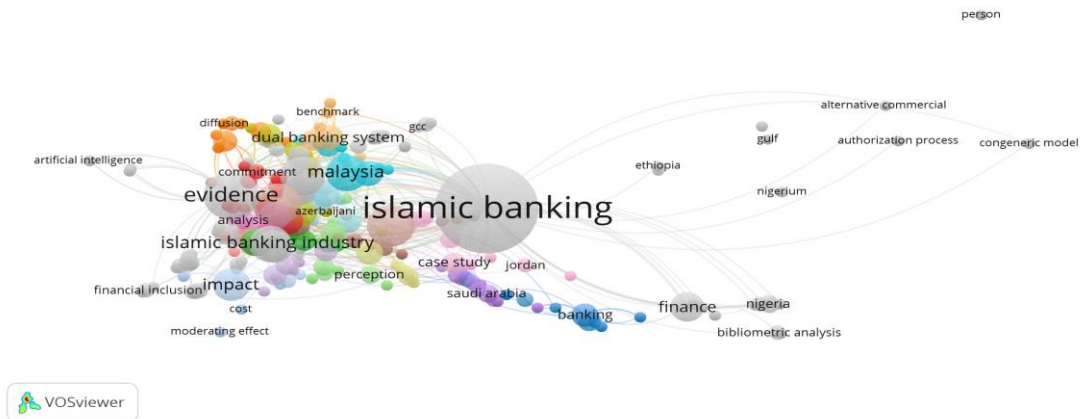 person
alternative commercial
benchmark
diffusion
gcc
dual banking system
gulf
authorization process
congeneric model
artificial intelligence
ethiopia
commitment
malaysia
nigerium
evidence
islamic banking
azerbaijani
analysis
islamic banking industry
case study
jordan
perception
impact
financial inclusion
saudi arabia
finance
nigeria
cost
banking
moderating effect
bibliometric analysis
VOSviewer